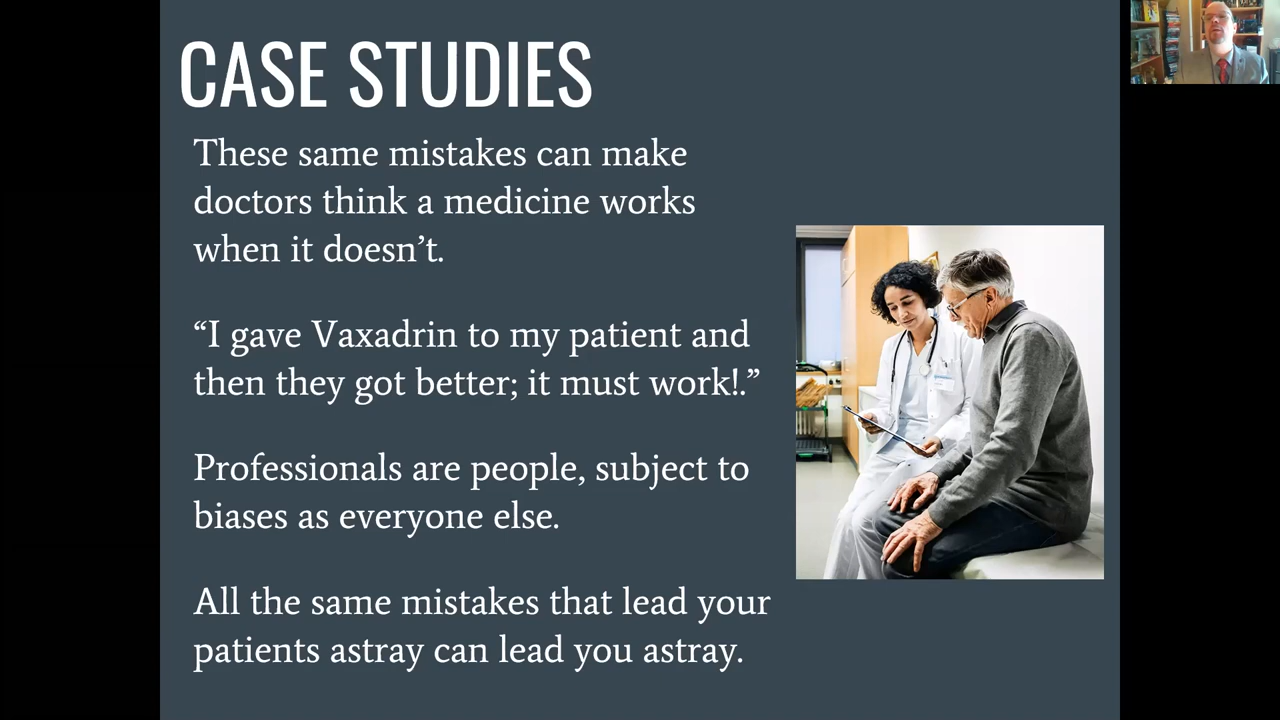 CASE STUDIES
These same mistakes can make
doctors think a medicine works
when it doesn’t.
“I gave Vaxadrin to my patient and
then they got better; it must work!.”
Professionals are people, subject to
biases as everyone else.
All the same mistakes that lead your
patients astray can lead you astray.